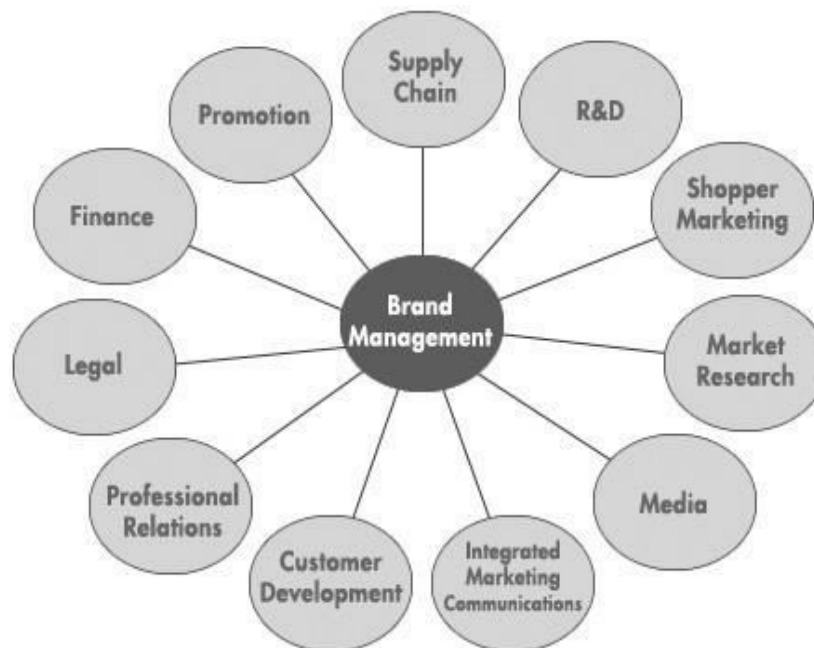 Supply
Chain
R&D
Shopper
Marketing
Market
Research
Media
Integrated
Marketing
Communications
Customer
Development
Professional
Relations
Legal
Finance
Promotion
Brand
Management